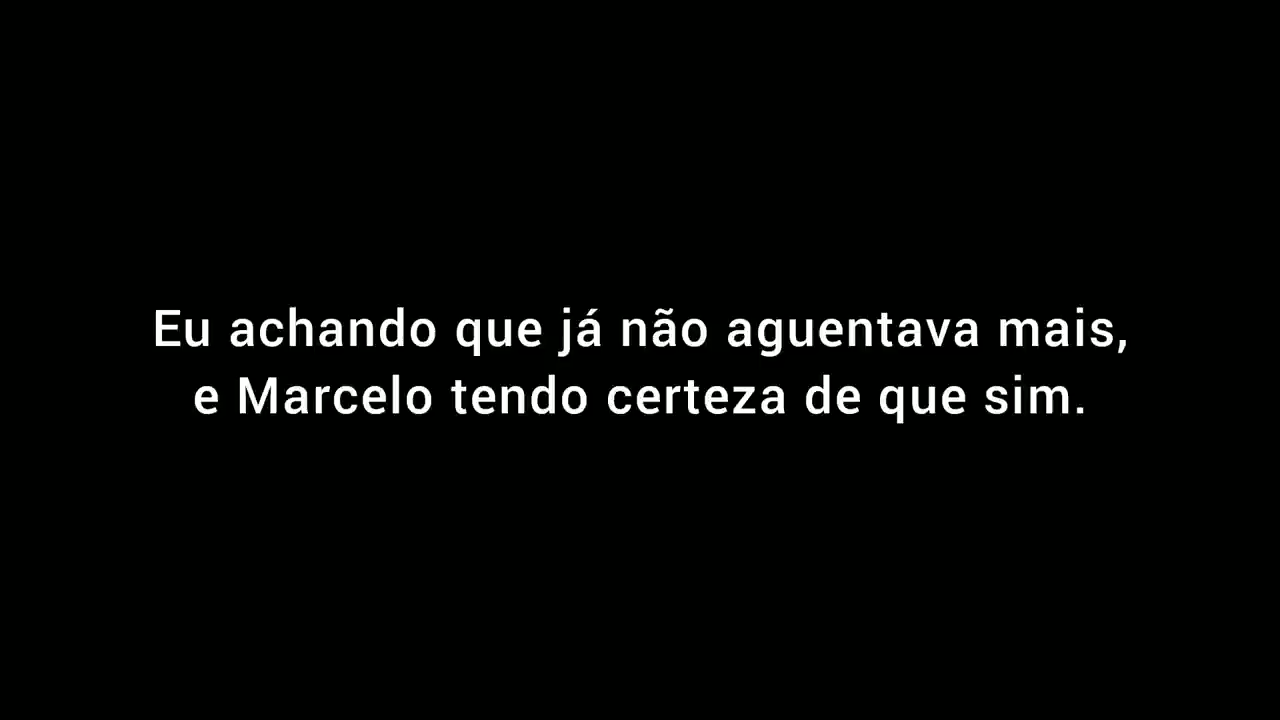 Eu achando que já não aguentava mais,
e Marcelo tendo certeza de que sim.